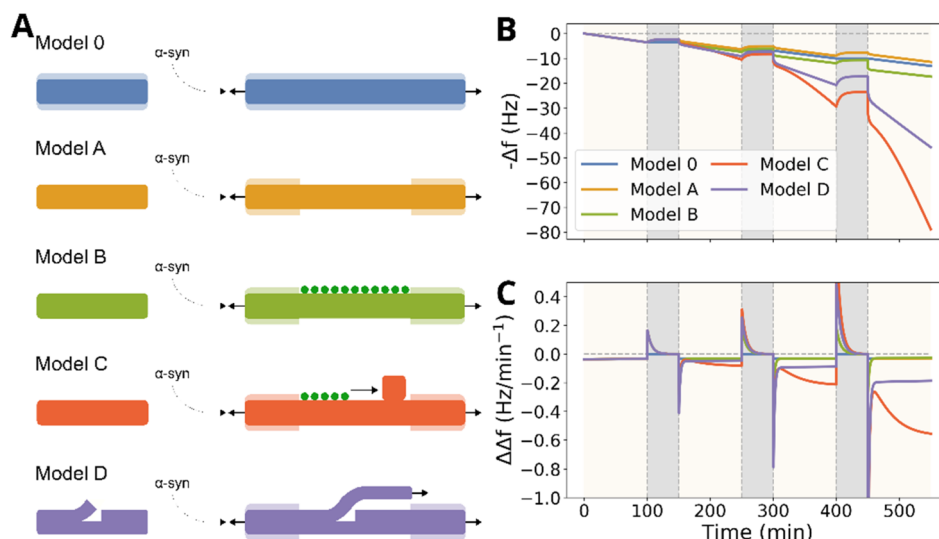 A
Model 0
α-syn
Model A
α-syn
Model B
α-syn
Model C
α-syn
Model D
α-syn
B
0
−10
−20
−30
−40
−50
−60
−70
−80
-Δf (Hz)
Model 0
Model A
Model B
Model C
Model D
C
0.4
0.2
0.0
−0.2
−0.4
−0.6
−0.8
−1.0
ΔΔf (Hz/min⁻¹)
0 100 200 300 400 500
Time (min)